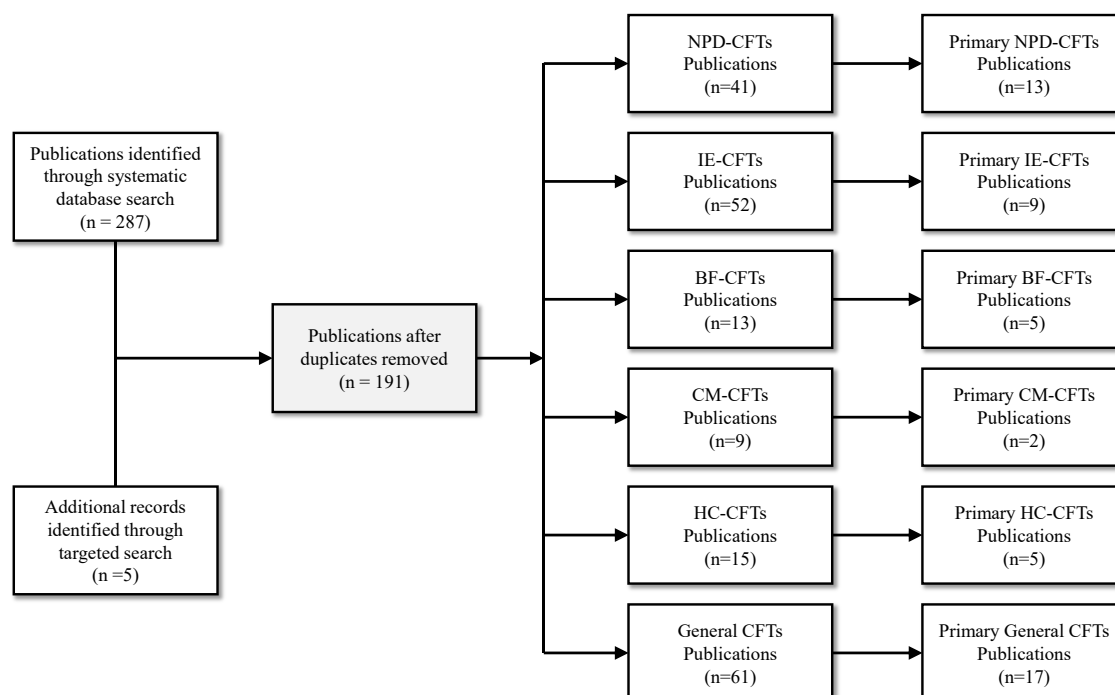 Publications identified
through systematic
database search
(n = 287)
Additional records
identified through
targeted search
(n =5)
Publications after
duplicates removed
(n = 191)
NPD-CFTs
Publications
(n=41)
Primary NPD-CFTs
Publications
(n=13)
IE-CFTs
Publications
(n=52)
Primary IE-CFTs
Publications
(n=9)
BF-CFTs
Publications
(n=13)
Primary BF-CFTs
Publications
(n=5)
CM-CFTs
Publications
(n=9)
Primary CM-CFTs
Publications
(n=2)
HC-CFTs
Publications
(n=15)
Primary HC-CFTs
Publications
(n=5)
General CFTs
Publications
(n=61)
Primary General CFTs
Publications
(n=17)